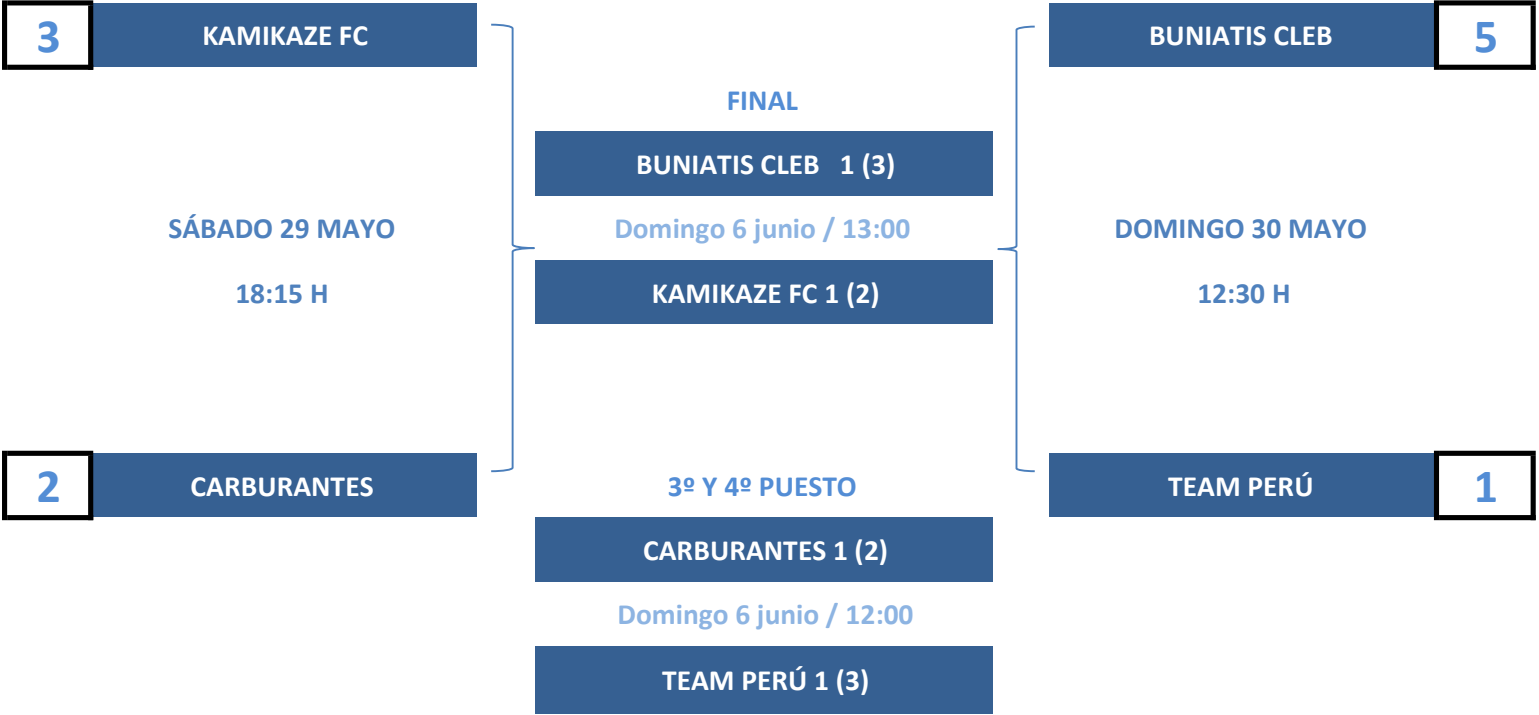 3 KAMIKAZE FC
BUNIATIS CLEB 5
FINAL
BUNIATIS CLEB 1 (3)
SÁBADO 29 MAYO
Domingo 6 junio / 13:00
DOMINGO 30 MAYO
18:15 H
KAMIKAZE FC 1 (2)
12:30 H
2 CARBURANTES
3º Y 4º PUESTO
TEAM PERÚ 1
CARBURANTES 1 (2)
Domingo 6 junio / 12:00
TEAM PERÚ 1 (3)